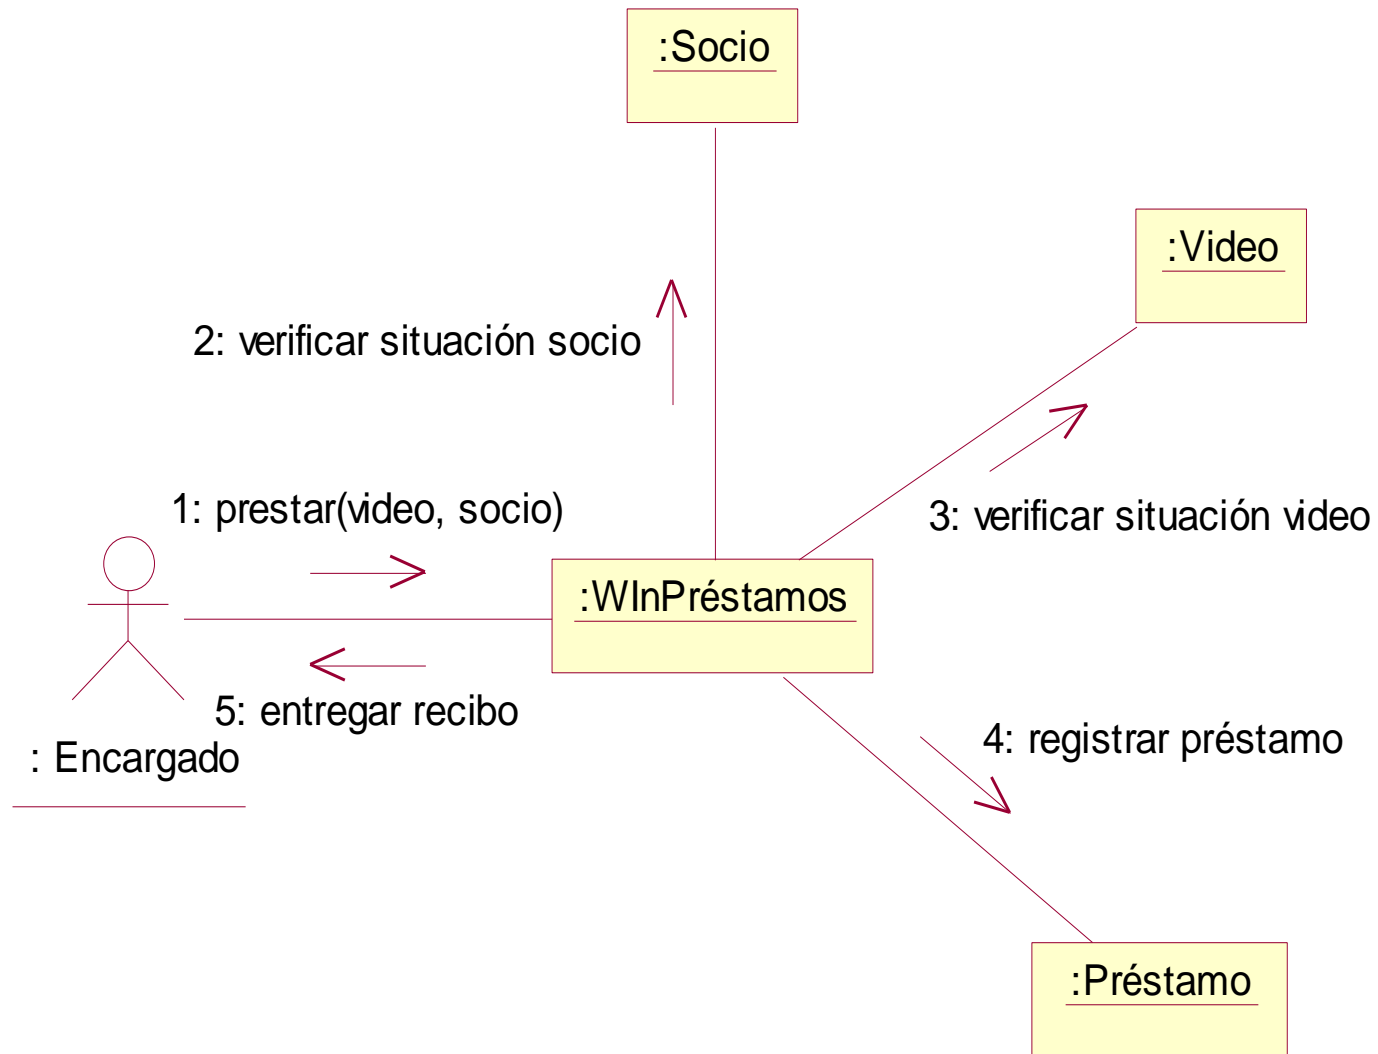 :Socio
:Video
2: verificar situación socio
1: prestar(video, socio)
3: verificar situación video
:WInPréstamos
5: entregar recibo
4: registrar préstamo
: Encargado
:Préstamo